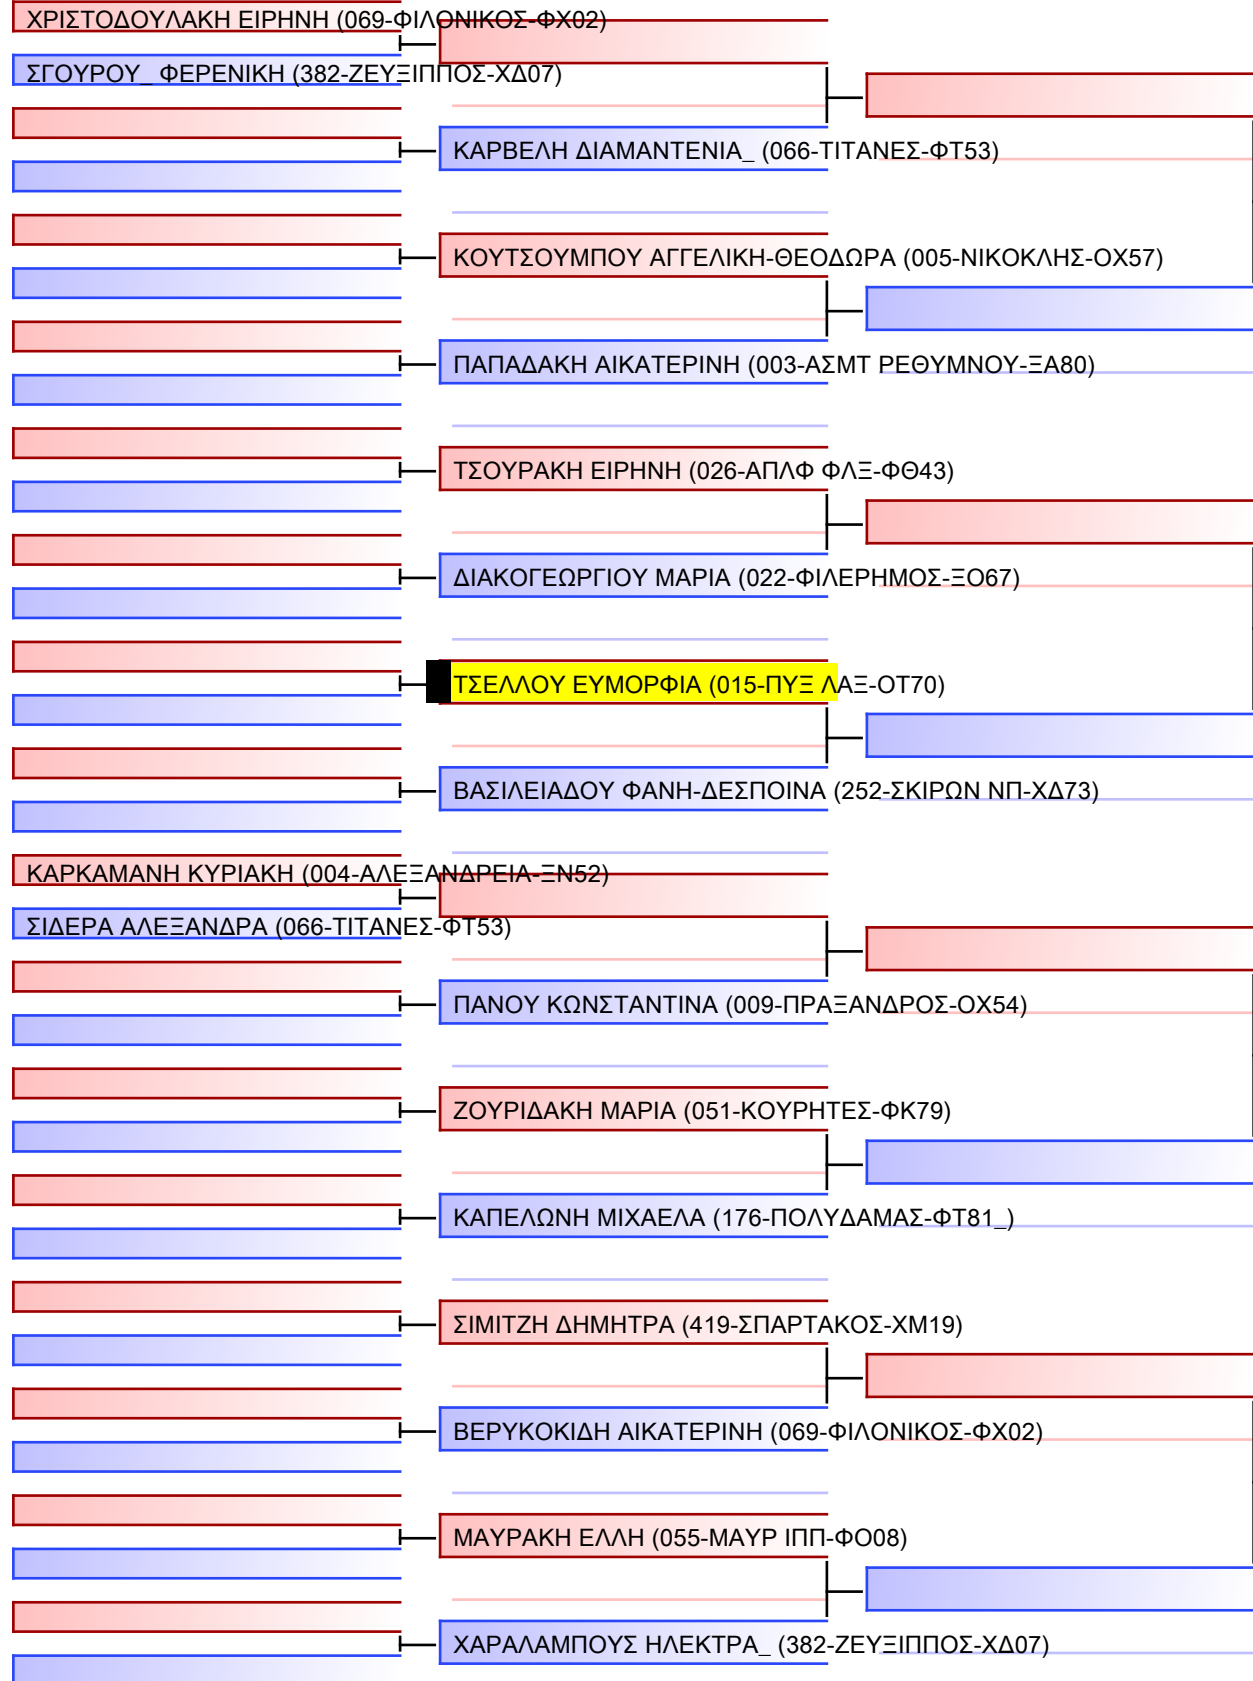 ΧΡΙΣΤΟΔΟΥΛΑΚΗ ΕΙΡΗΝΗ (069-ΦΙΛΟΝΙΚΟΣ-ΦΧ02)
ΣΓΟΥΡΟΥ_ ΦΕΡΕΝΙΚΗ (382-ΖΕΥΞΙΠΠΟΣ-ΧΔ07)
ΚΑΡΒΕΛΗ ΔΙΑΜΑΝΤΕΝΙΑ_ (066-ΤΙΤΑΝΕΣ-ΦΤ53)
ΚΟΥΤΣΟΥΜΠΟΥ ΑΓΓΕΛΙΚΗ-ΘΕΟΔΩΡΑ (005-ΝΙΚΟΚΛΗΣ-ΟΧ57)
ΠΑΠΑΔΑΚΗ ΑΙΚΑΤΕΡΙΝΗ (003-ΑΣΜΤ ΡΕΘΥΜΝΟΥ-ΞΑ80)
ΤΣΟΥΡΑΚΗ ΕΙΡΗΝΗ (026-ΑΠΛΦ ΦΛΞ-ΦΘ43)
ΔΙΑΚΟΓΕΩΡΓΙΟΥ ΜΑΡΙΑ (022-ΦΙΛΕΡΗΜΟΣ-ΞΟ67)
ΤΣΕΛΛΟΥ ΕΥΜΟΡΦΙΑ (015-ΠΥΞ ΛΑΞ-ΟΤ70)
ΒΑΣΙΛΕΙΑΔΟΥ ΦΑΝΗ-ΔΕΣΠΟΙΝΑ (252-ΣΚΙΡΩΝ ΝΠ-ΧΔ73)
ΚΑΡΚΑΜΑΝΗ ΚΥΡΙΑΚΗ (004-ΑΛΕΞΑΝΔΡΕΙΑ-ΞΝ52)
ΣΙΔΕΡΑ ΑΛΕΞΑΝΔΡΑ (066-ΤΙΤΑΝΕΣ-ΦΤ53)
ΠΑΝΟΥ ΚΩΝΣΤΑΝΤΙΝΑ (009-ΠΡΑΞΑΝΔΡΟΣ-ΟΧ54)
ΖΟΥΡΙΔΑΚΗ ΜΑΡΙΑ (051-ΚΟΥΡΗΤΕΣ-ΦΚ79)
ΚΑΠΕΛΩΝΗ ΜΙΧΑΕΛΑ (176-ΠΟΛΥΔΑΜΑΣ-ΦΤ81_)
ΣΙΜΙΤΖΗ ΔΗΜΗΤΡΑ (419-ΣΠΑΡΤΑΚΟΣ-ΧΜ19)
ΒΕΡΥΚΟΚΙΔΗ ΑΙΚΑΤΕΡΙΝΗ (069-ΦΙΛΟΝΙΚΟΣ-ΦΧ02)
ΜΑΥΡΑΚΗ ΕΛΛΗ (055-ΜΑΥΡ ΙΠΠ-ΦΟ08)
ΧΑΡΑΛΑΜΠΟΥΣ ΗΛΕΚΤΡΑ_ (382-ΖΕΥΞΙΠΠΟΣ-ΧΔ07)